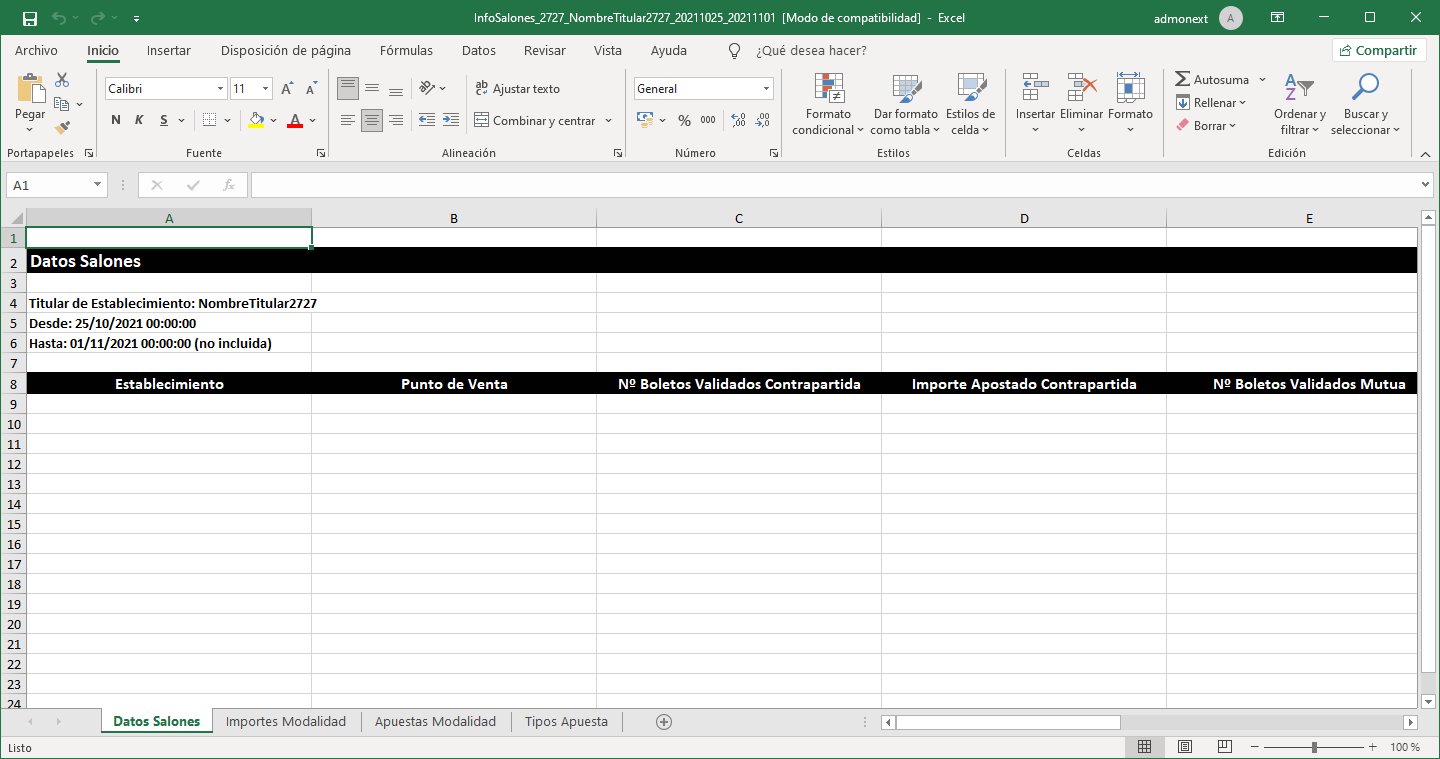 InfoSalones_2727_NombreTitular2727_20211025_20211101 [Modo de compatibilidad] - Excel
admonext
A
Archivo Inicio Insertar Disposición de página Fórmulas Datos Revisar Vista Ayuda ¿Qué desea hacer? Compartir
Pegar
Portapapeles
Calibri 11
N K S
A
Fuente
ab Ajustar texto
Combinar y centrar
Alineación
General
% 000
Número
Formato condicional
Dar formato como tabla
Estilos de celda
Estilos
Insertar Eliminar Formato
Celdas
Autosuma
Rellenar
Borrar
Ordenar y filtrar
Buscar y seleccionar
Edición
A1
fx
A B C D E
1
2 Datos Salones
3
4 Titular de Establecimiento: NombreTitular2727
5 Desde: 25/10/2021 00:00:00
6 Hasta: 01/11/2021 00:00:00 (no incluida)
7
8 Establecimiento Punto de Venta Nº Boletos Validados Contrapartida Importe Apostado Contrapartida Nº Boletos Validados Mutua
9
10
11
12
13
14
15
16
17
18
19
20
21
22
23
24
Datos Salones Importes Modalidad Apuestas Modalidad Tipos Apuesta
Listo
100 %